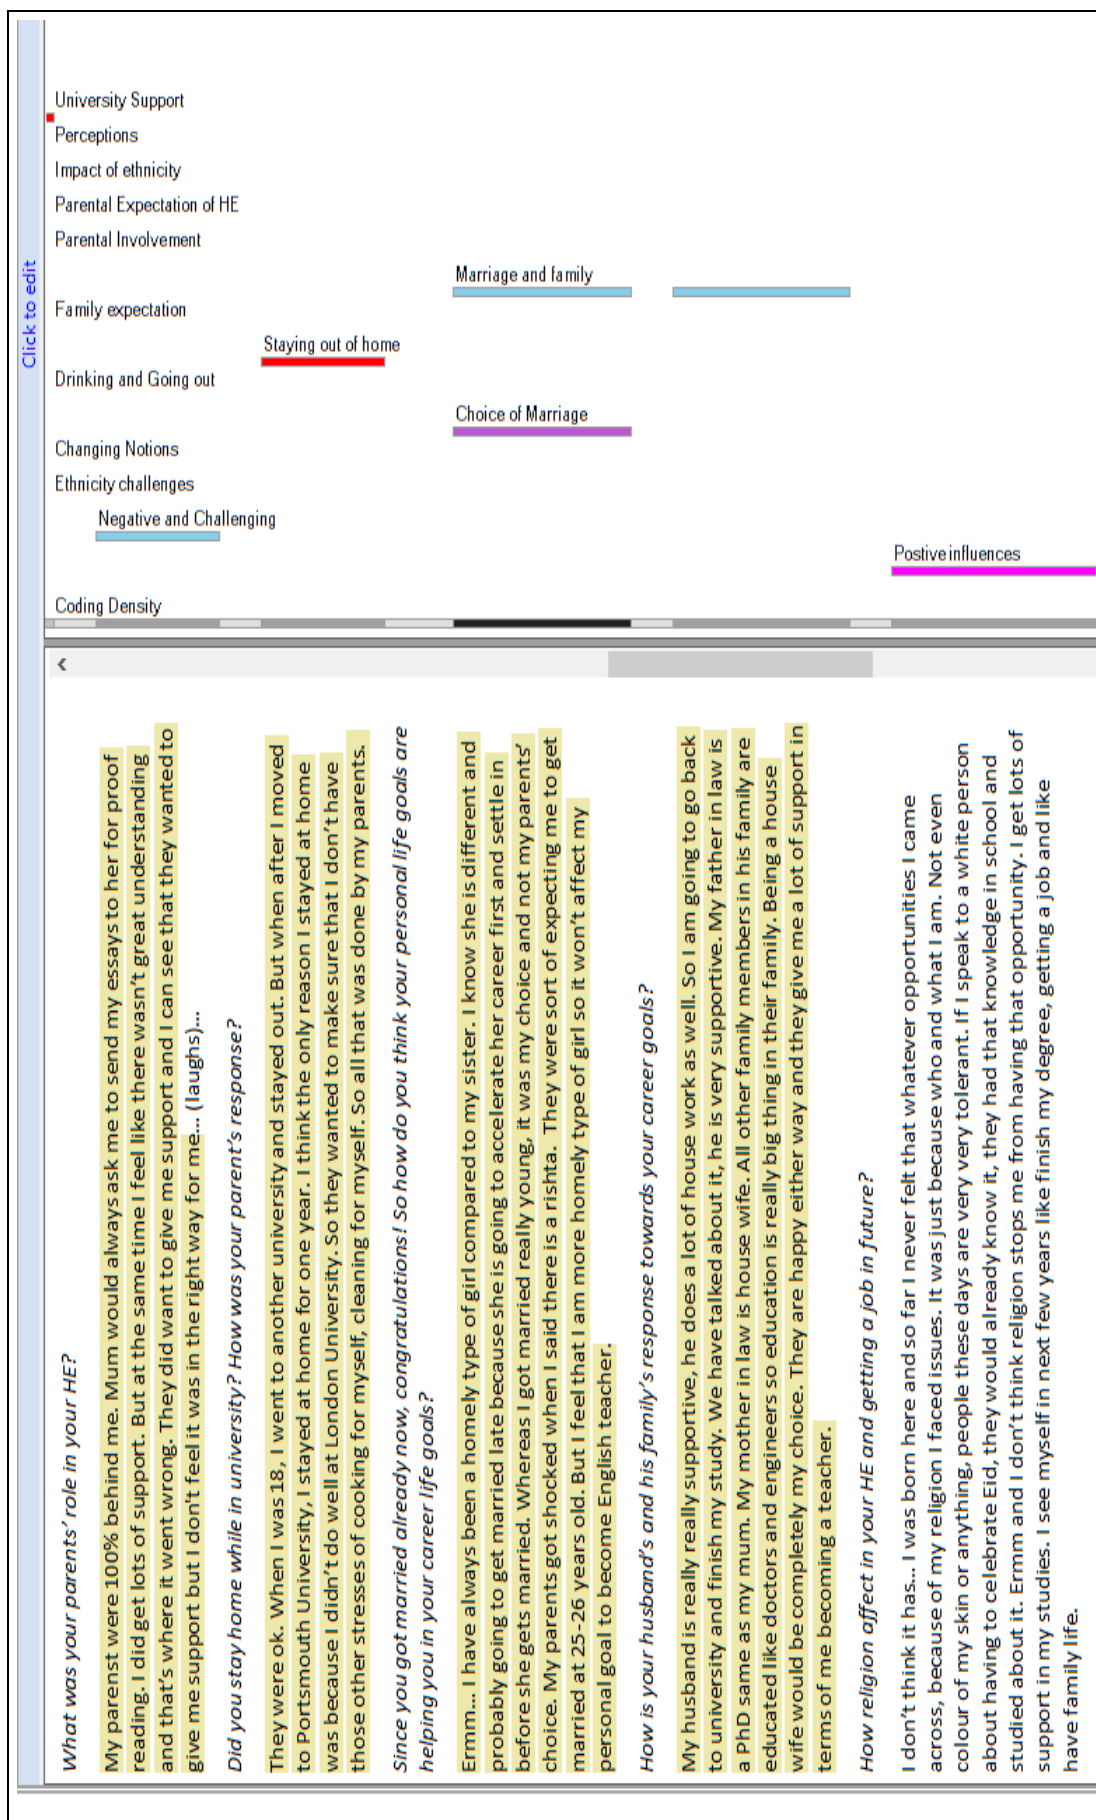 Click to edit
What was your parents' role in your HE?
My parenst were 100% behind me. Mum would always ask me to send my essays to her for proof
reading. I did get lots of support. But at the same time I feel like there wasn't great understanding
and that's where it went wrong. They did want to give me support and I can see that they wanted to
give me support but I don't feel it was in the right way for me... (laughs)...
Did you stay home while in university? How was your parent's response?
They were ok. When I was 18, I went to another university and stayed out. But when after I moved
to Portsmouth University, I stayed at home for one year. I think the only reason I stayed at home
was because I didn't do well at London University. So they wanted to make sure that I don't have
those other stresses of cooking for myself, cleaning for myself. So all that was done by my parents.
Since you got married already now, congratulations! So how do you think your personal life goals are
helping you in your career life goals?
Ermm... I have always been a homely type of girl compared to my sister. I know she is different and
probably going to get married late because she is going to accelerate her career first and settle in
before she gets married. Whereas I got married really young, it was my choice and not my parents'
choice. My parents got shocked when I said there is a rishta. They were sort of expecting me to get
married at 25-26 years old. But I feel that I am more homely type of girl so it won't affect my
personal goal to become English teacher.
How is your husband's and his family's response towards your career goals?
My husband is really really supportive, he does a lot of house work as well. So I am going to go back
to university and finish my study. We have talked about it, he is very supportive. My father in law is
a PhD same as my mum. My mother in law is house wife. All other family members in his family are
educated like doctors and engineers so education is really big thing in their family. Being a house
wife would be completely my choice. They are happy either way and they give me a lot of support in
terms of me becoming a teacher.
How religion affect in your HE and getting a job in future?
I don't think it has... I was born here and so far I never felt that whatever opportunities I came
across, because of my religion I faced issues. It was just because who and what I am. Not even
colour of my skin or anything, people these days are very very tolerant. If I speak to a white person
about having to celebrate Eid, they would already know it, they had that knowledge in school and
studied about it. Ermm and I don't think religion stops me from having that opportunity. I get lots of
support in my studies. I see myself in next few years like finish my degree, getting a job and like
have family life.
Coding Density
Postive influences
Negative and Challenging
Ethnicity challenges
Changing Notions
Choice of Marriage
Drinking and Going out
Staying out of home
Family expectation
Marriage and family
Parental Involvement
Parental Expectation of HE
Impact of ethnicity
Perceptions
University Support